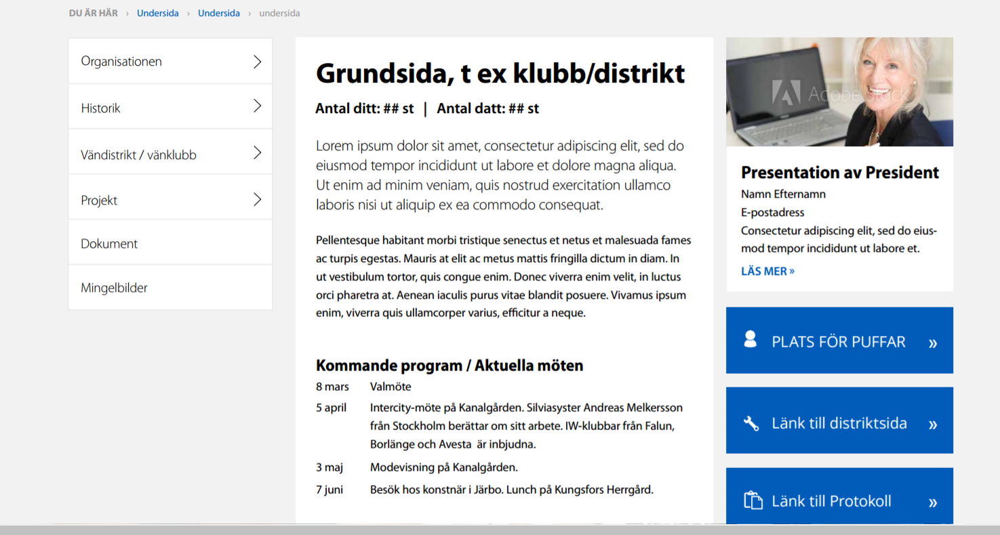 DU ÄR HÄR › Undersida › Undersida › undersida
Organisationen
Historik
Vändistrikt / vänklubb
Projekt
Dokument
Mingelbilder
Grundsida, t ex klubb/distrikt
Antal ditt: ## st | Antal datt: ## st
Lorem ipsum dolor sit amet, consectetur adipiscing elit, sed do
eiusmod tempor incididunt ut labore et dolore magna aliqua.
Ut enim ad minim veniam, quis nostrud exercitation ullamco
laboris nisi ut aliquip ex ea commodo consequat.
Pellentesque habitant morbi tristique senectus et netus et malesuada fames
ac turpis egestas. Mauris at elit ac metus mattis fringilla dictum in diam. In
ut vestibulum tortor, quis congue enim. Donec viverra enim velit, in luctus
orci pharetra at. Aenean iaculis purus vitae blandit posuere. Vivamus ipsum
enim, viverra quis ullamcorper varius, efficitur a neque.
Kommande program / Aktuella möten
8 mars Valmöte
5 april Intercity-möte på Kanalgården. Silviasyster Andreas Melkersson
från Stockholm berättar om sitt arbete. IW-klubbar från Falun,
Borlänge och Avesta är inbjudna.
3 maj Modevisning på Kanalgården.
7 juni Besök hos konstnär i Järbo. Lunch på Kungsfors Herrgård.
Adobe Stock
Presentation av President
Namn Efternamn
E-postadress
Consectetur adipiscing elit, sed do eius-
mod tempor incididunt ut labore et.
LÄS MER »
PLATS FÖR PUFFAR »
Länk till distriktsida »
Länk till Protokoll »